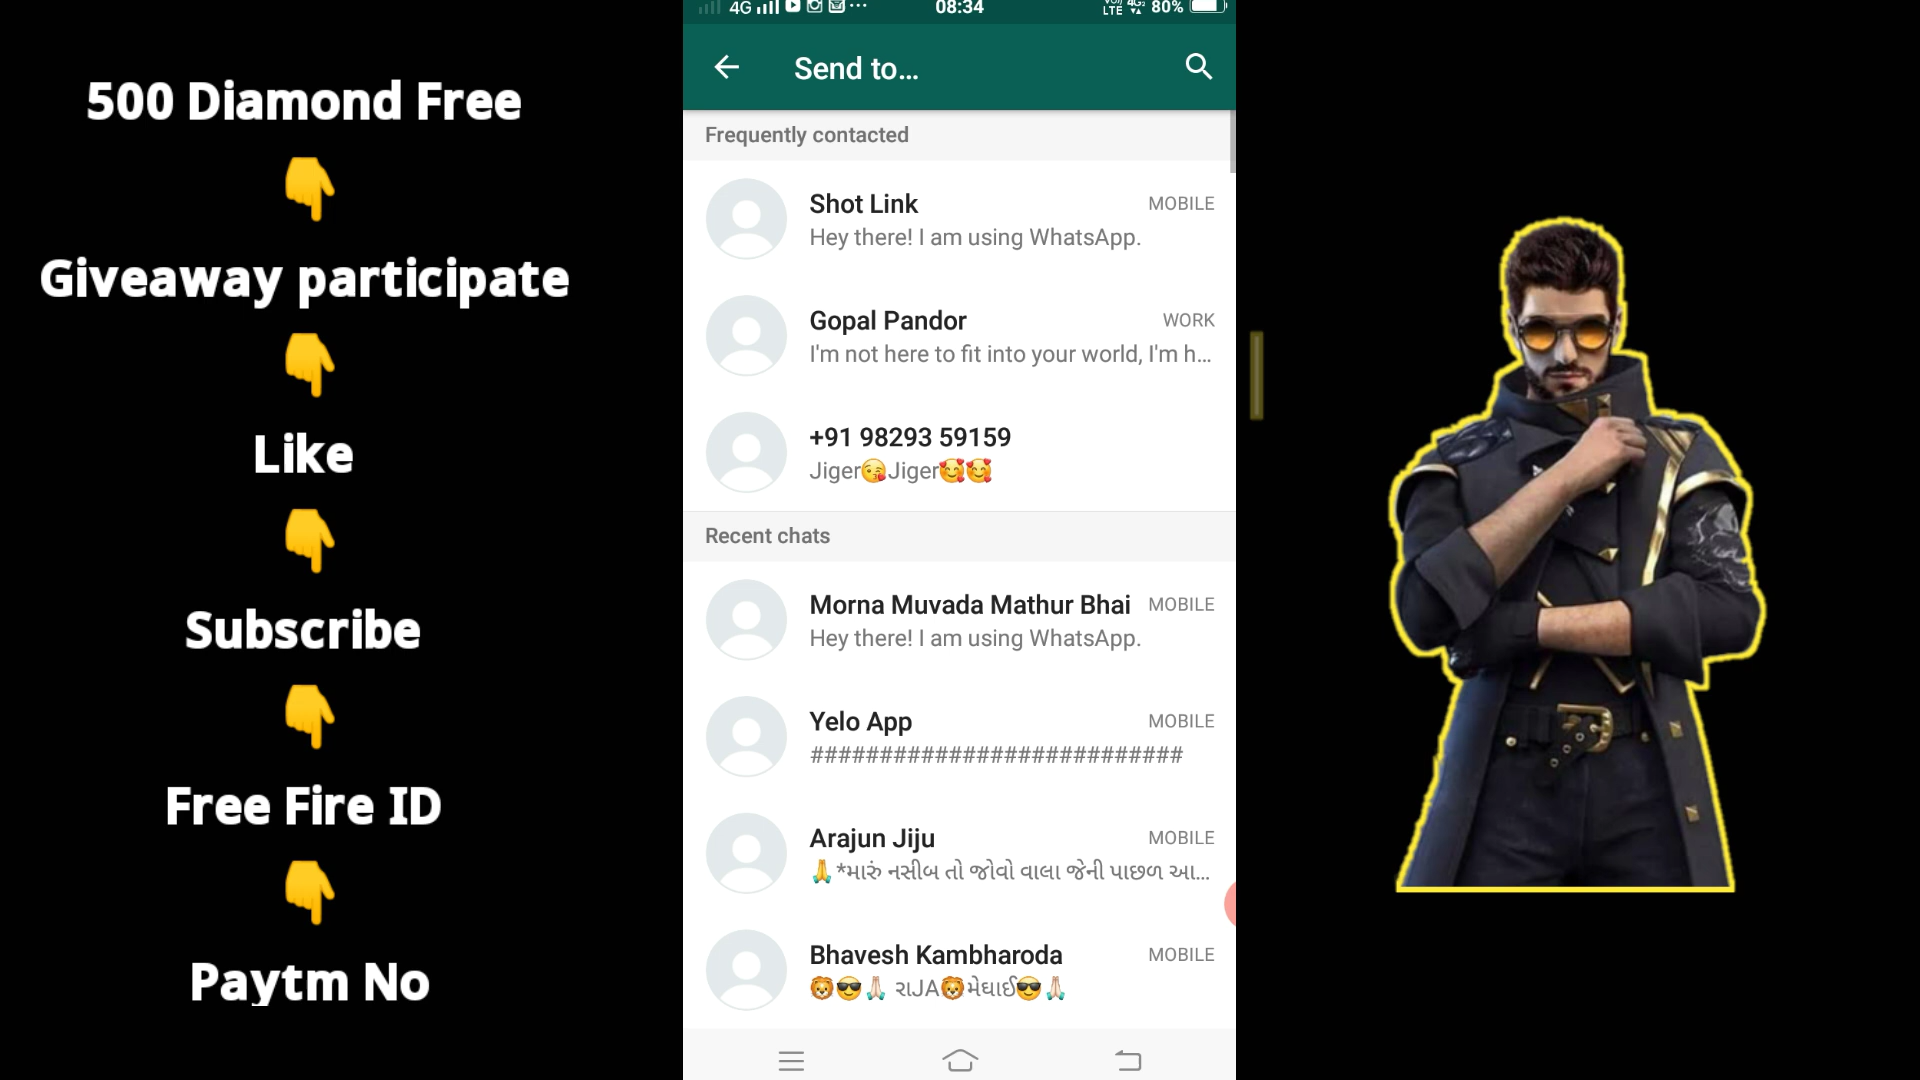 500 Diamond Free
👇
Giveaway participate
👇
Like
👇
Subscribe
👇
Free Fire ID
👇
Paytm No
4G 08:34 LTE 4G 80%
Send to...
Frequently contacted
Shot Link MOBILE
Hey there! I am using WhatsApp.
Gopal Pandor WORK
I'm not here to fit into your world, I'm h...
+91 98293 59159
Jiger😘Jiger🥰🥰
Recent chats
Morna Muvada Mathur Bhai MOBILE
Hey there! I am using WhatsApp.
Yelo App MOBILE
###########################
Arajun Jiju MOBILE
🙏*મારું નસીબ તો જોવો વાલા જેની પાછળ આ...
Bhavesh Kambharoda MOBILE
🦁😎🙏🏻 રાJA🦁મેઘાઈ😎🙏🏻